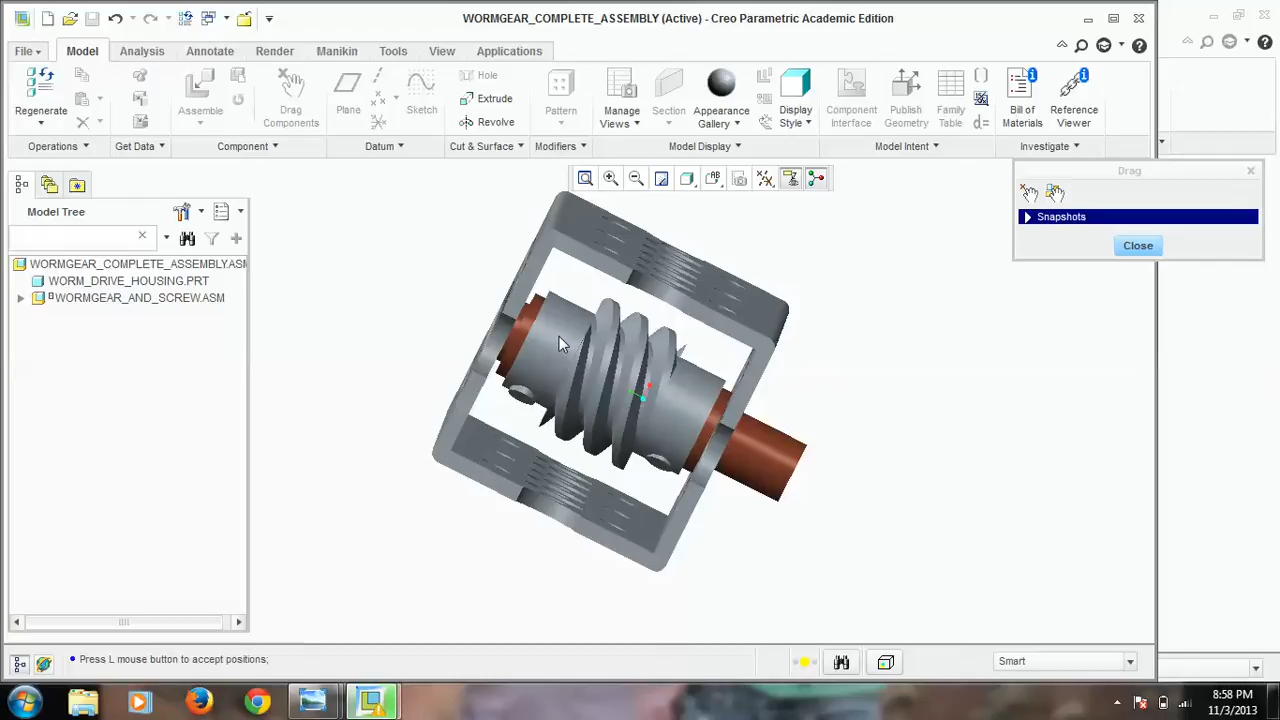 WORMGEAR_COMPLETE_ASSEMBLY (Active) - Creo Parametric Academic Edition
File Model Analysis Annotate Render Manikin Tools View Applications
Regenerate
Assemble
Drag Components
Plane
Sketch
Hole
Extrude
Revolve
Pattern
Manage Views
Section
Appearance Gallery
Display Style
Component Interface
Publish Geometry
Family Table
Bill of Materials
Reference Viewer
Operations Get Data Component Datum Cut & Surface Modifiers Model Display Model Intent Investigate
Drag
Snapshots
Close
Model Tree
WORMGEAR_COMPLETE_ASSEMBLY.ASM
WORM_DRIVE_HOUSING.PRT
WORMGEAR_AND_SCREW.ASM
Press L mouse button to accept positions;
Smart
8:58 PM
11/3/2013